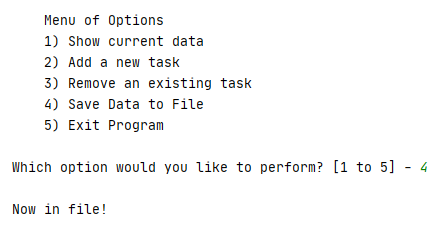 Menu of Options
1) Show current data
2) Add a new task
3) Remove an existing task
4) Save Data to File
5) Exit Program
Which option would you like to perform? [1 to 5] - 4
Now in file!